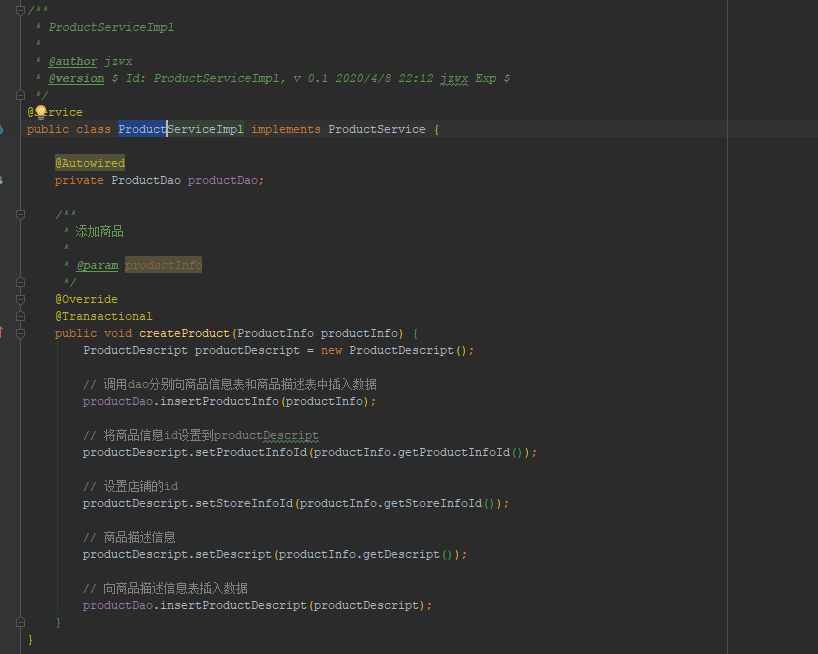 /**
 * ProductServiceImpl
 *
 * @author jzwx
 * @version $ Id: ProductServiceImpl, v 0.1 2020/4/8 22:12 jzwx Exp $
 */
@Service
public class ProductServiceImpl implements ProductService {
@Autowired
private ProductDao productDao;
/**
 * 添加商品
 *
 * @param productInfo
 */
@Override
@Transactional
public void createProduct(ProductInfo productInfo) {
ProductDescript productDescript = new ProductDescript();
// 调用dao分别向商品信息表和商品描述表中插入数据
productDao.insertProductInfo(productInfo);
// 将商品信息id设置到productDescript
productDescript.setProductInfoId(productInfo.getProductInfoId());
// 设置店铺的id
productDescript.setStoreInfoId(productInfo.getStoreInfoId());
// 商品描述信息
productDescript.setDescript(productInfo.getDescript());
// 向商品描述信息表插入数据
productDao.insertProductDescript(productDescript);
}
}